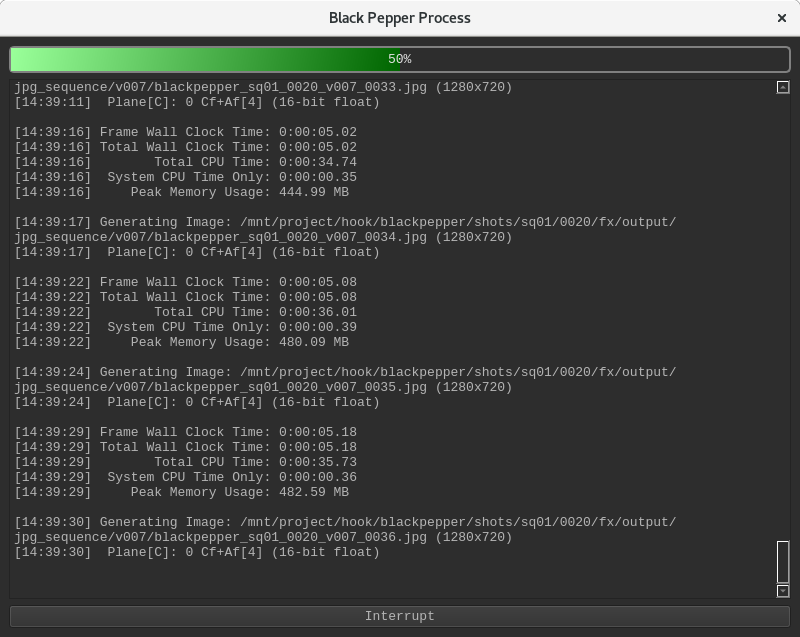 Black Pepper Process
50%
jpg_sequence/v007/blackpepper_sq01_0020_v007_0033.jpg (1280x720)
[14:39:11]  Plane[C]: 0 Cf+Af[4] (16-bit float)
[14:39:16] Frame Wall Clock Time: 0:00:05.02
[14:39:16] Total Wall Clock Time: 0:00:05.02
[14:39:16]        Total CPU Time: 0:00:34.74
[14:39:16]  System CPU Time Only: 0:00:00.35
[14:39:16]     Peak Memory Usage: 444.99 MB
[14:39:17] Generating Image: /mnt/project/hook/blackpepper/shots/sq01/0020/fx/output/
jpg_sequence/v007/blackpepper_sq01_0020_v007_0034.jpg (1280x720)
[14:39:17]  Plane[C]: 0 Cf+Af[4] (16-bit float)
[14:39:22] Frame Wall Clock Time: 0:00:05.08
[14:39:22] Total Wall Clock Time: 0:00:05.08
[14:39:22]        Total CPU Time: 0:00:36.01
[14:39:22]  System CPU Time Only: 0:00:00.39
[14:39:22]     Peak Memory Usage: 480.09 MB
[14:39:24] Generating Image: /mnt/project/hook/blackpepper/shots/sq01/0020/fx/output/
jpg_sequence/v007/blackpepper_sq01_0020_v007_0035.jpg (1280x720)
[14:39:24]  Plane[C]: 0 Cf+Af[4] (16-bit float)
[14:39:29] Frame Wall Clock Time: 0:00:05.18
[14:39:29] Total Wall Clock Time: 0:00:05.18
[14:39:29]        Total CPU Time: 0:00:35.73
[14:39:29]  System CPU Time Only: 0:00:00.36
[14:39:29]     Peak Memory Usage: 482.59 MB
[14:39:30] Generating Image: /mnt/project/hook/blackpepper/shots/sq01/0020/fx/output/
jpg_sequence/v007/blackpepper_sq01_0020_v007_0036.jpg (1280x720)
[14:39:30]  Plane[C]: 0 Cf+Af[4] (16-bit float)
Interrupt